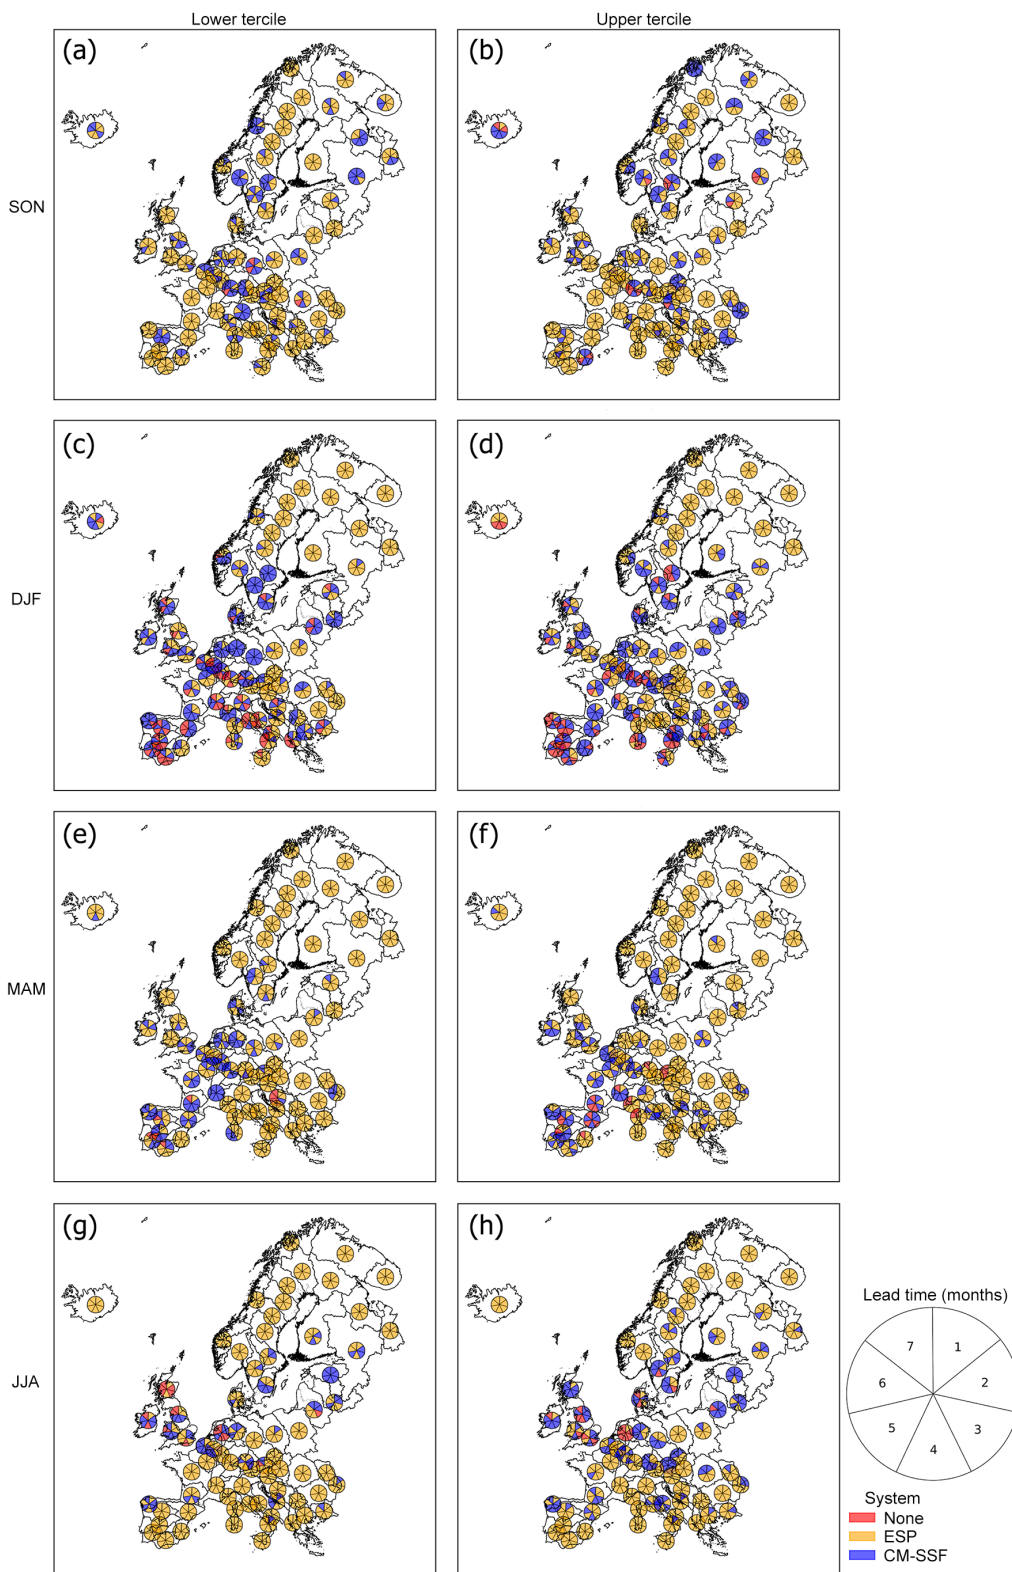 Lower tercile
Upper tercile
(a)
(b)
SON
(c)
(d)
DJF
(e)
(f)
MAM
(g)
(h)
JJA
Lead time (months)
7
1
6
2
5
3
4
System
None
ESP
CM-SSF